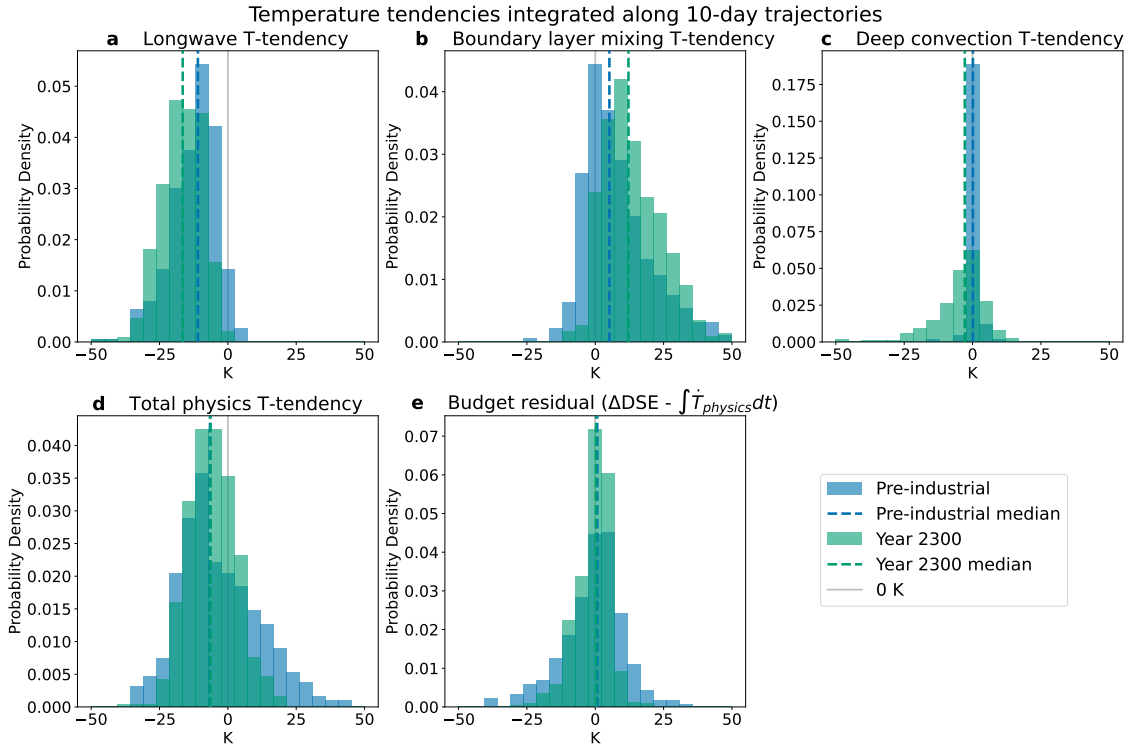 Temperature tendencies integrated along 10-day trajectories
a Longwave T-tendency
Probability Density
0.05
0.04
0.03
0.02
0.01
0.00
−50 −25 0 25 50
K
b Boundary layer mixing T-tendency
Probability Density
0.04
0.03
0.02
0.01
0.00
−50 −25 0 25 50
K
c Deep convection T-tendency
Probability Density
0.175
0.150
0.125
0.100
0.075
0.050
0.025
0.000
−50 −25 0 25 50
K
d Total physics T-tendency
Probability Density
0.040
0.035
0.030
0.025
0.020
0.015
0.010
0.005
0.000
−50 −25 0 25 50
K
e Budget residual (ΔDSE - ∫Ṫphysicsdt)
Probability Density
0.07
0.06
0.05
0.04
0.03
0.02
0.01
0.00
−50 −25 0 25 50
K
Pre-industrial
Pre-industrial median
Year 2300
Year 2300 median
0 K